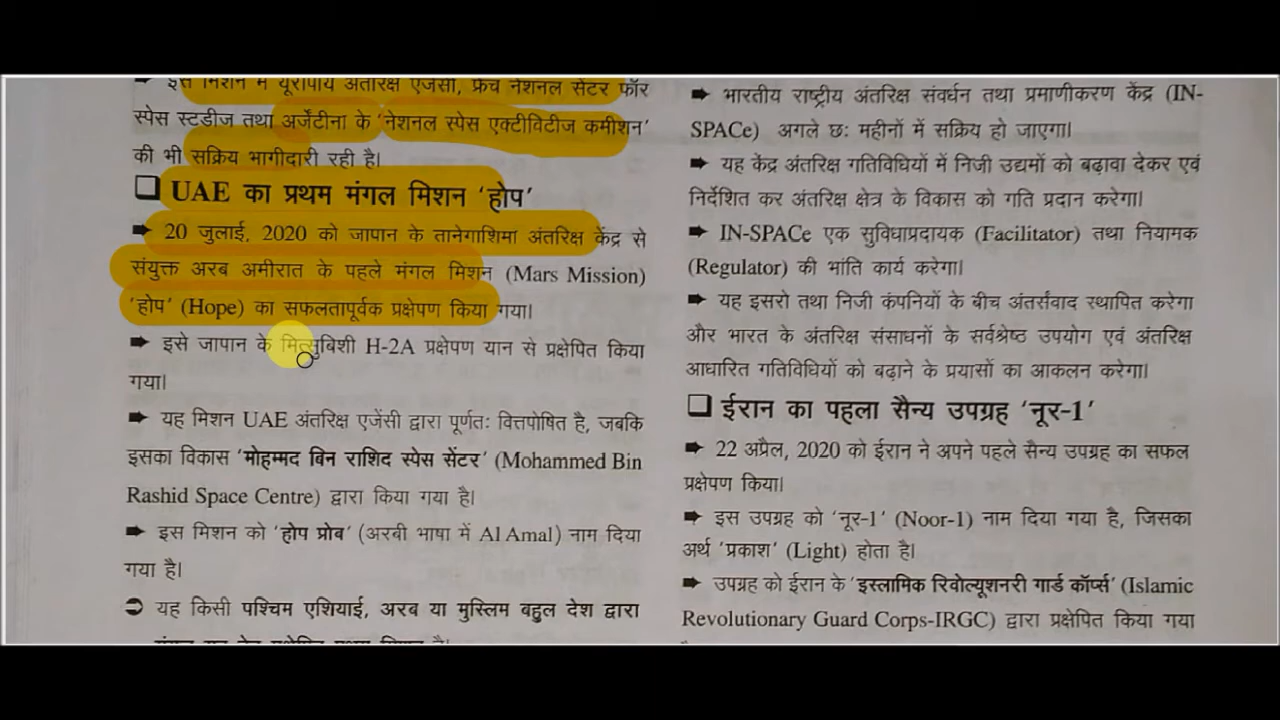 ➡ इस मिशन में यूरोपीय अंतरिक्ष एजेंसी, फ्रेंच नेशनल सेंटर फॉर
स्पेस स्टडीज तथा अर्जेंटीना के 'नेशनल स्पेस एक्टीविटीज कमीशन'
की भी सक्रिय भागीदारी रही है।
❑ UAE का प्रथम मंगल मिशन 'होप'
➡ 20 जुलाई, 2020 को जापान के तानेगाशिमा अंतरिक्ष केंद्र से
संयुक्त अरब अमीरात के पहले मंगल मिशन (Mars Mission)
'होप' (Hope) का सफलतापूर्वक प्रक्षेपण किया गया।
➡ इसे जापान के मित्सुबिशी H-2A प्रक्षेपण यान से प्रक्षेपित किया
गया।
➡ यह मिशन UAE अंतरिक्ष एजेंसी द्वारा पूर्णतः वित्तपोषित है, जबकि
इसका विकास 'मोहम्मद बिन राशिद स्पेस सेंटर' (Mohammed Bin
Rashid Space Centre) द्वारा किया गया है।
➡ इस मिशन को 'होप प्रोब' (अरबी भाषा में Al Amal) नाम दिया
गया है।
➲ यह किसी पश्चिम एशियाई, अरब या मुस्लिम बहुल देश द्वारा
➡ भारतीय राष्ट्रीय अंतरिक्ष संवर्धन तथा प्रमाणीकरण केंद्र (IN-
SPACe) अगले छः महीनों में सक्रिय हो जाएगा।
➡ यह केंद्र अंतरिक्ष गतिविधियों में निजी उद्यमों को बढ़ावा देकर एवं
निर्देशित कर अंतरिक्ष क्षेत्र के विकास को गति प्रदान करेगा।
➡ IN-SPACe एक सुविधाप्रदायक (Facilitator) तथा नियामक
(Regulator) की भांति कार्य करेगा।
➡ यह इसरो तथा निजी कंपनियों के बीच अंतर्संवाद स्थापित करेगा
और भारत के अंतरिक्ष संसाधनों के सर्वश्रेष्ठ उपयोग एवं अंतरिक्ष
आधारित गतिविधियों को बढ़ाने के प्रयासों का आकलन करेगा।
❑ ईरान का पहला सैन्य उपग्रह 'नूर-1'
➡ 22 अप्रैल, 2020 को ईरान ने अपने पहले सैन्य उपग्रह का सफल
प्रक्षेपण किया।
➡ इस उपग्रह को 'नूर-1' (Noor-1) नाम दिया गया है, जिसका
अर्थ 'प्रकाश' (Light) होता है।
➡ उपग्रह को ईरान के 'इस्लामिक रिवोल्यूशनरी गार्ड कॉर्प्स' (Islamic
Revolutionary Guard Corps-IRGC) द्वारा प्रक्षेपित किया गया